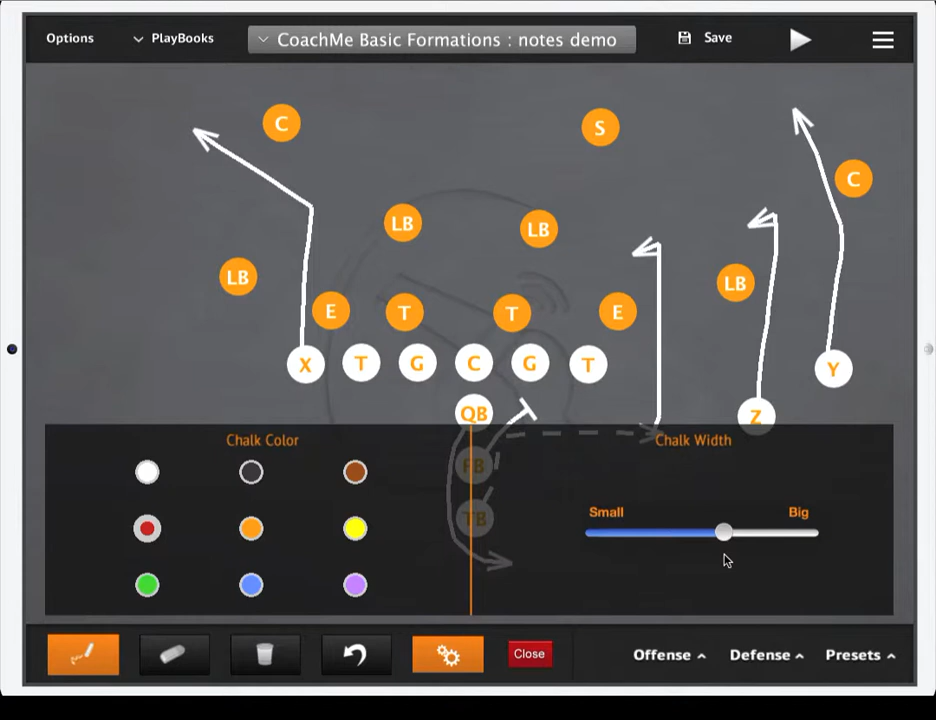 Options PlayBooks CoachMe Basic Formations : notes demo Save
C S
C
LB LB
LB LB
E T T E
X T G C G T Y
QB Z
Chalk Color Chalk Width
FB
Small Big
TB
Close Offense Defense Presets